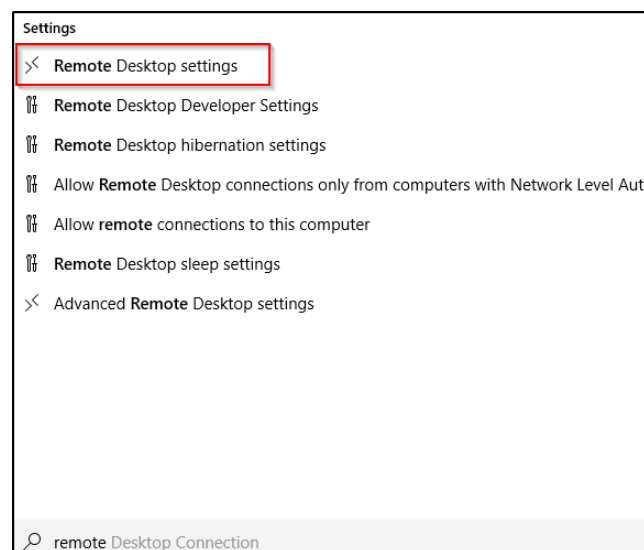 Settings
Remote Desktop settings
Remote Desktop Developer Settings
Remote Desktop hibernation settings
Allow Remote Desktop connections only from computers with Network Level Aut
Allow remote connections to this computer
Remote Desktop sleep settings
Advanced Remote Desktop settings
remote Desktop Connection